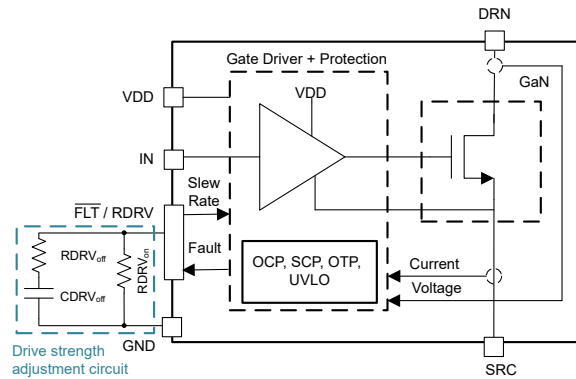 DRN
Gate Driver + Protection
GaN
VDD
VDD
IN
Slew
Rate
FLT / RDRV
Fault
RDRVoff
RDRVon
CDRVoff
OCP, SCP, OTP,
UVLO
Current
Voltage
GND
Drive strength
adjustment circuit
SRC